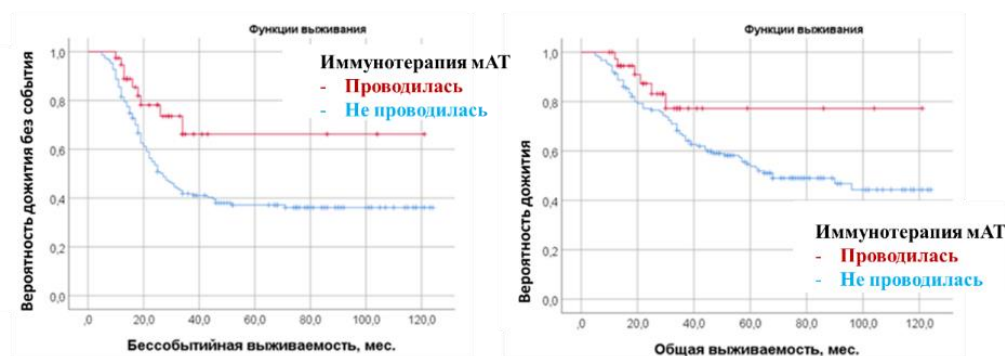 Функции выживания
Вероятность дожития без события
1,0
0,8
0,6
0,4
0,2
0,0
Иммунотерапия мАТ
- Проводилась
- Не проводилась
,0 20,0 40,0 60,0 80,0 100,0 120,0
Бессобытийная выживаемость, мес.
Функции выживания
Вероятность дожития
1,0
0,8
0,6
0,4
0,2
0,0
Иммунотерапия мАТ
- Проводилась
- Не проводилась
,0 20,0 40,0 60,0 80,0 100,0 120,0
Общая выживаемость, мес.